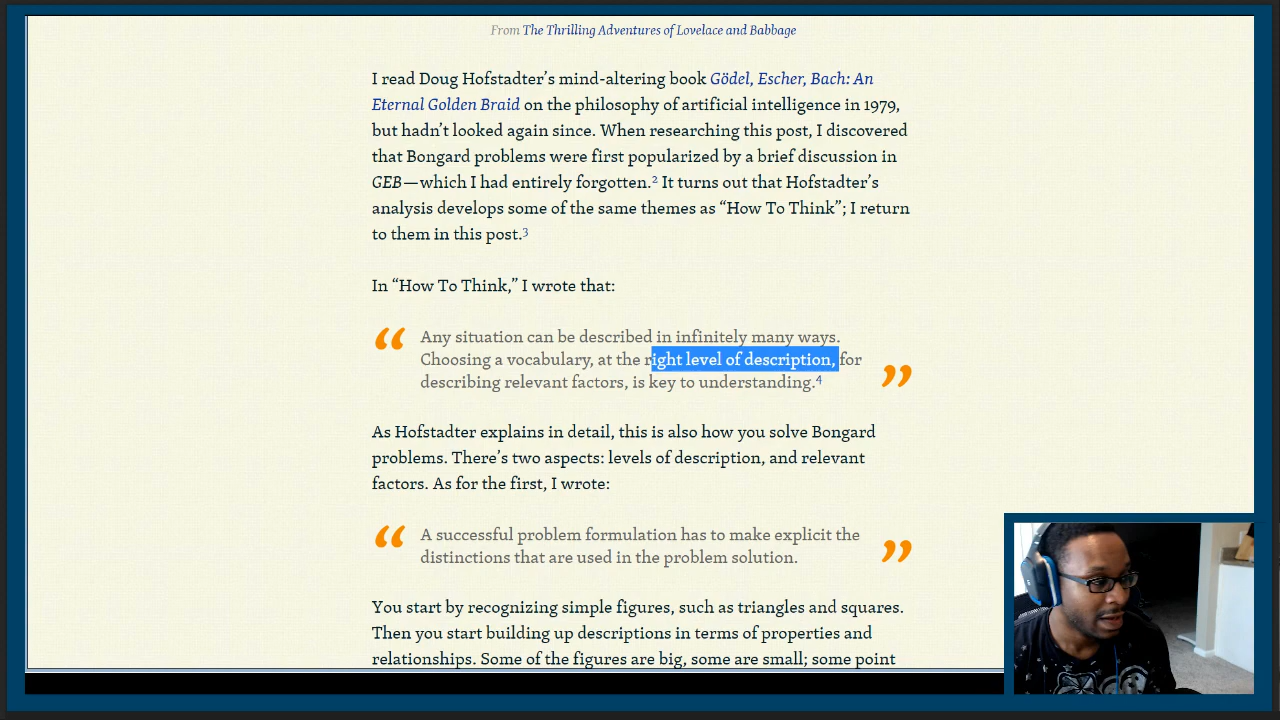 From The Thrilling Adventures of Lovelace and Babbage
I read Doug Hofstadter’s mind-altering book Gödel, Escher, Bach: An
Eternal Golden Braid on the philosophy of artificial intelligence in 1979,
but hadn’t looked again since. When researching this post, I discovered
that Bongard problems were first popularized by a brief discussion in
GEB—which I had entirely forgotten.2 It turns out that Hofstadter’s
analysis develops some of the same themes as “How To Think”; I return
to them in this post.3
In “How To Think,” I wrote that:
“Any situation can be described in infinitely many ways.
Choosing a vocabulary, at the right level of description, for
describing relevant factors, is key to understanding.4”
As Hofstadter explains in detail, this is also how you solve Bongard
problems. There’s two aspects: levels of description, and relevant
factors. As for the first, I wrote:
“A successful problem formulation has to make explicit the
distinctions that are used in the problem solution.”
You start by recognizing simple figures, such as triangles and squares.
Then you start building up descriptions in terms of properties and
relationships. Some of the figures are big, some are small; some point